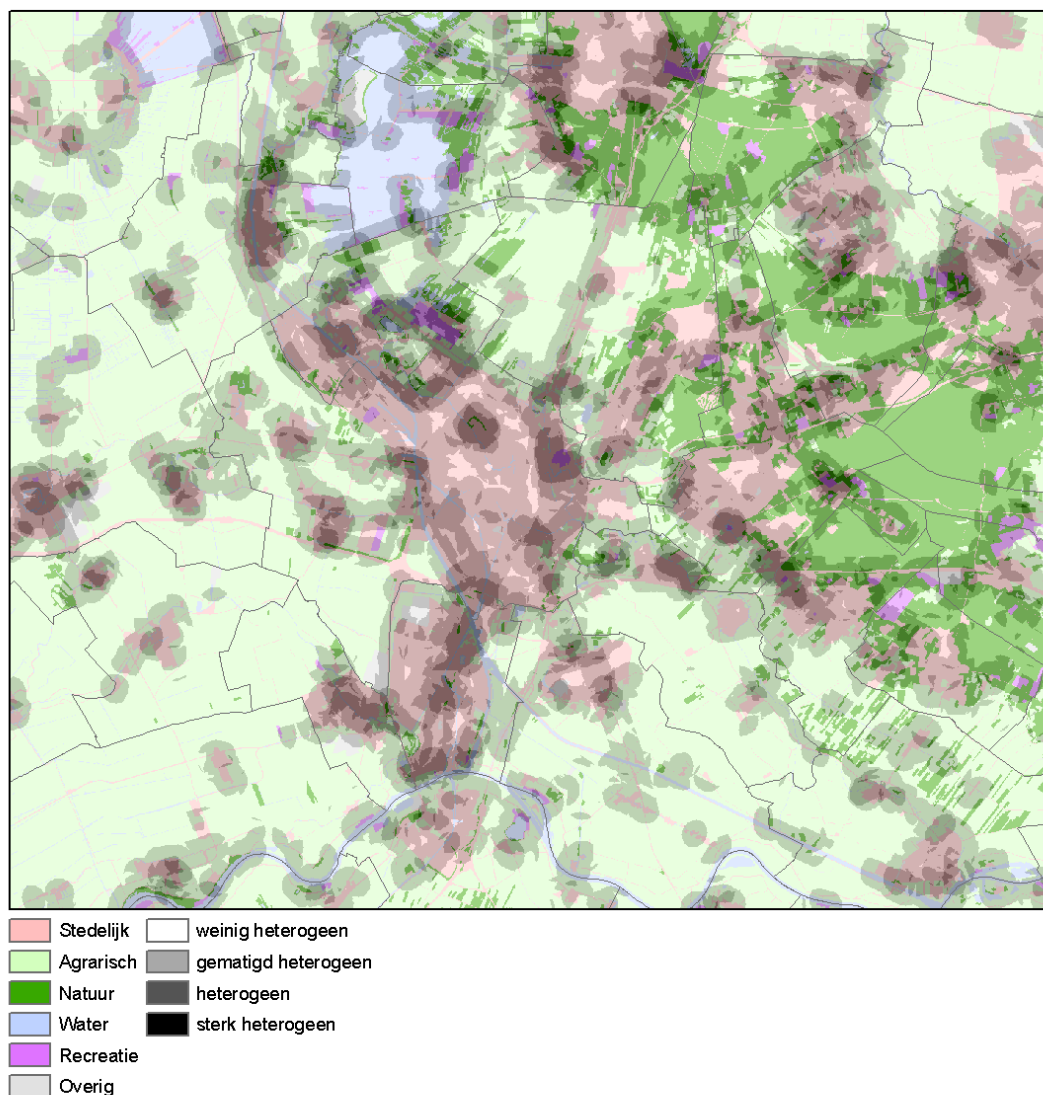 Stedelijk
Agrarisch
Natuur
Water
Recreatie
Overig
weinig heterogeen
gematigd heterogeen
heterogeen
sterk heterogeen